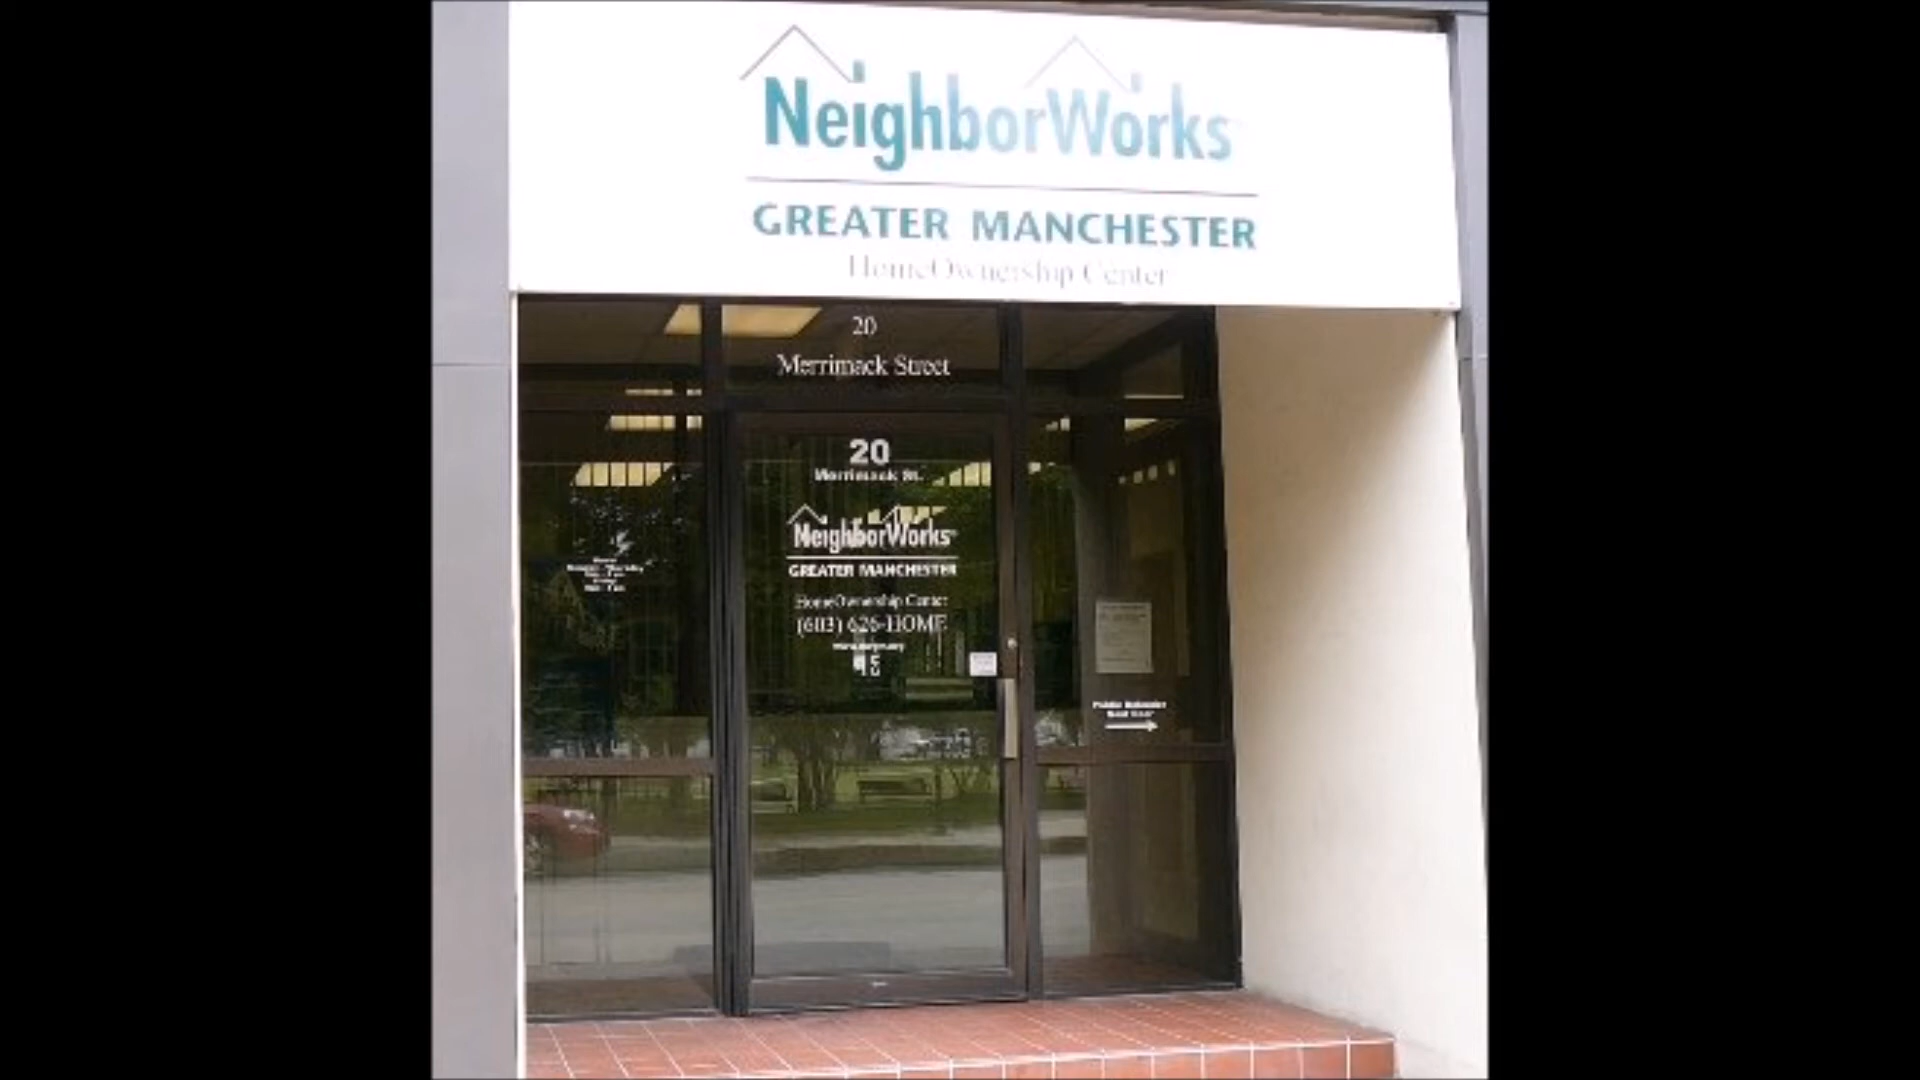 NeighborWorks
GREATER MANCHESTER
HomeOwnership Center
20
Merrimack Street
20
Merrimack St.
NeighborWorks
GREATER MANCHESTER
HomeOwnership Center
(603) 626-HOME